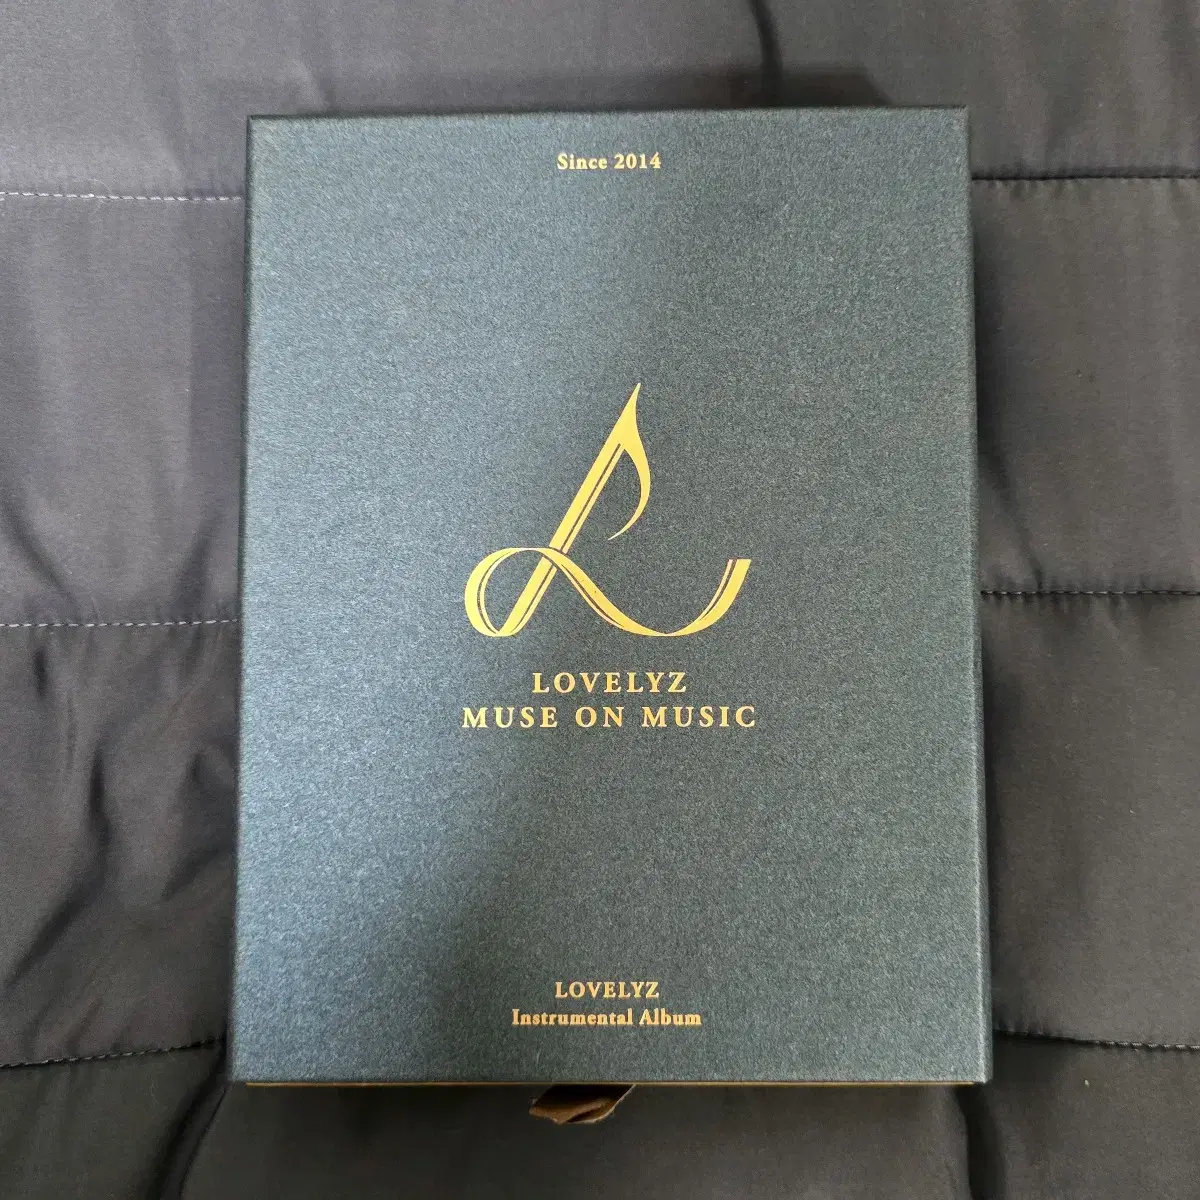 Since 2014
LOVELYZ
MUSE ON MUSIC
LOVELYZ
Instrumental Album